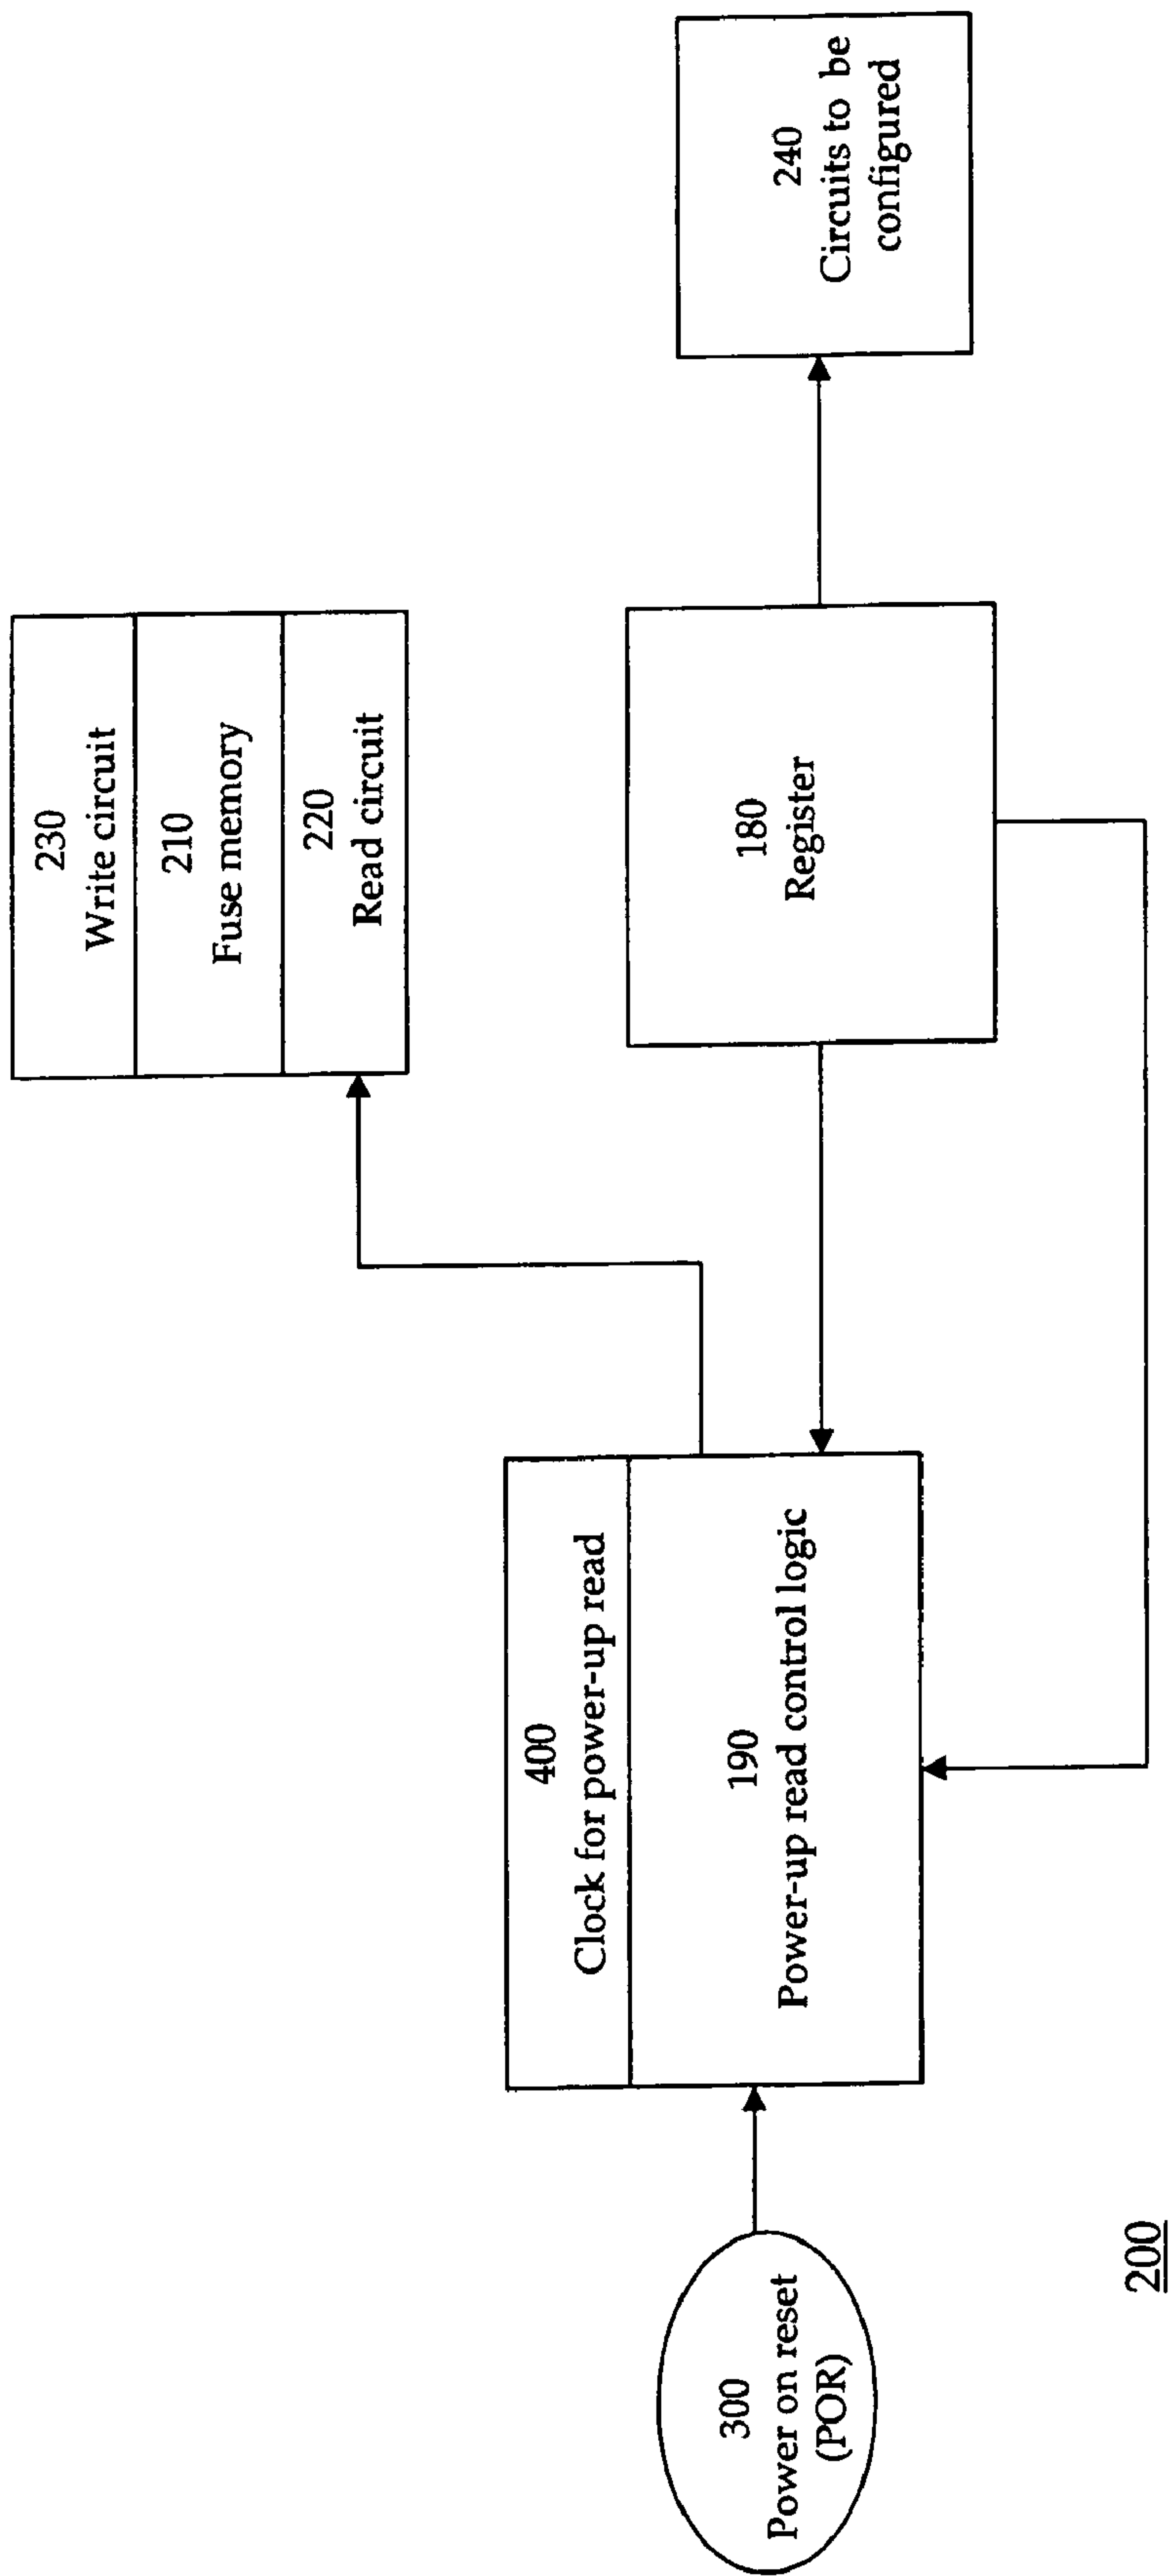 230
Write circuit
210
Fuse memory
220
Read circuit
400
Clock for power-up read
190
Power-up read control logic
300
Power on reset
(POR)
180
Register
240
Circuits to be
configured
200